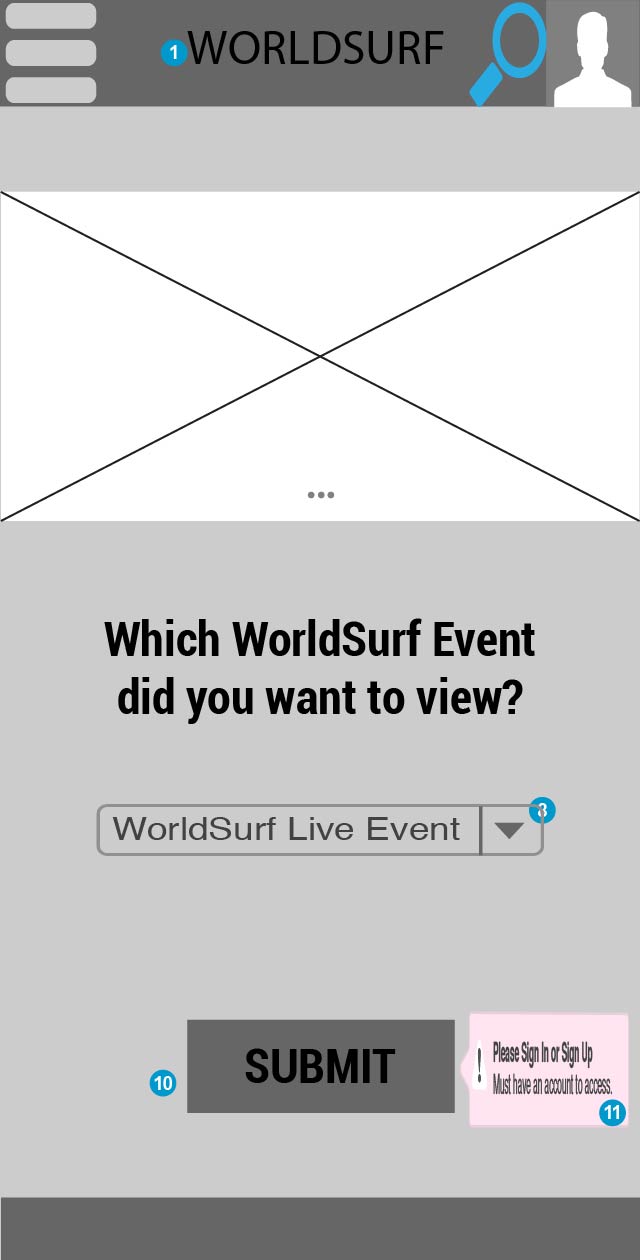 1 WORLDSURF
Which WorldSurf Event
did you want to view?
8
WorldSurf Live Event
SUBMIT
10
! Please Sign In or Sign Up
Must have an account to access.
11